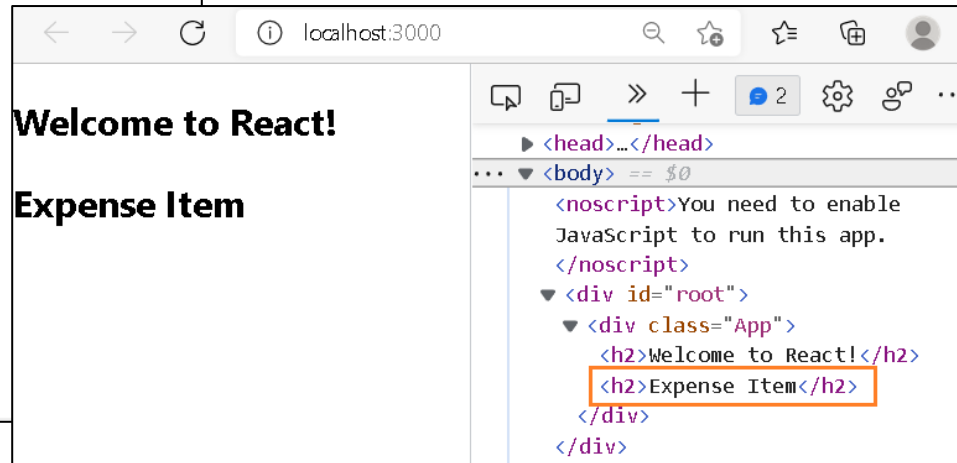 localhost:3000
Welcome to React!
Expense Item
2
<head>…</head>
<body> == $0
<noscript>You need to enable
JavaScript to run this app.
</noscript>
<div id="root">
<div class="App">
<h2>Welcome to React!</h2>
<h2>Expense Item</h2>
</div>
</div>